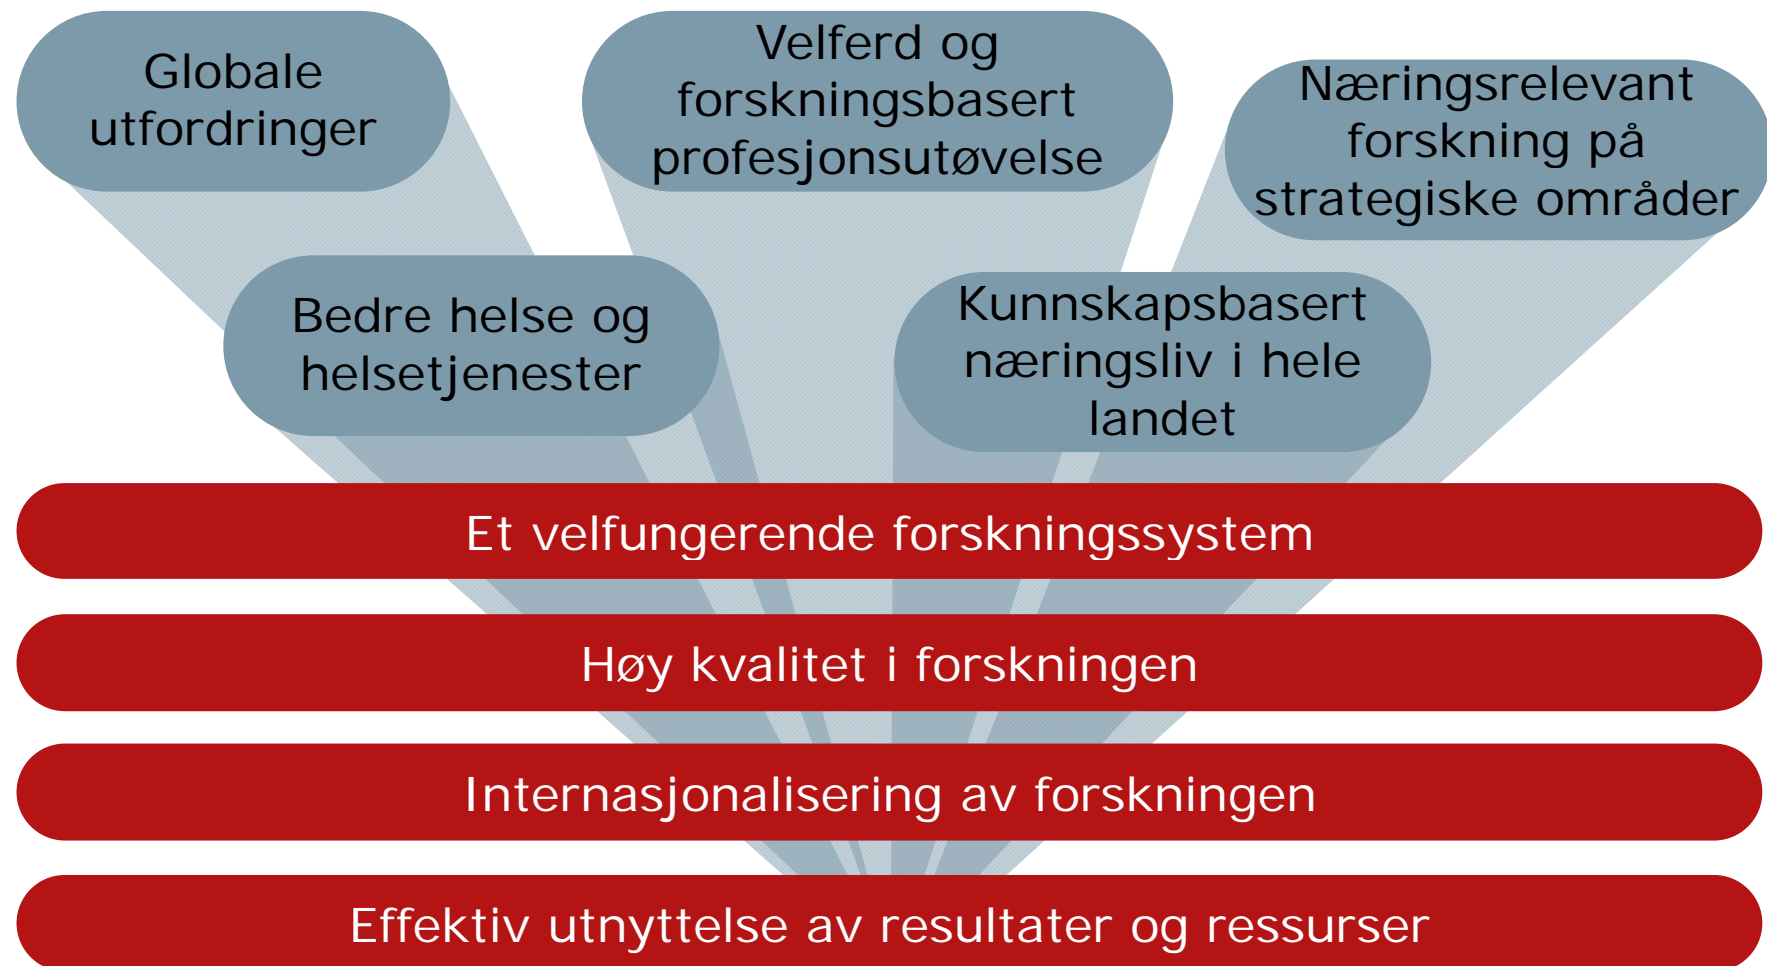 Globale
utfordringer
Velferd og
forskningsbasert
profesjonsutøvelse
Næringsrelevant
forskning på
strategiske områder
Bedre helse og
helsetjenester
Kunnskapsbasert
næringsliv i hele
landet
Et velfungerende forskningssystem
Høy kvalitet i forskningen
Internasjonalisering av forskningen
Effektiv utnyttelse av resultater og ressurser